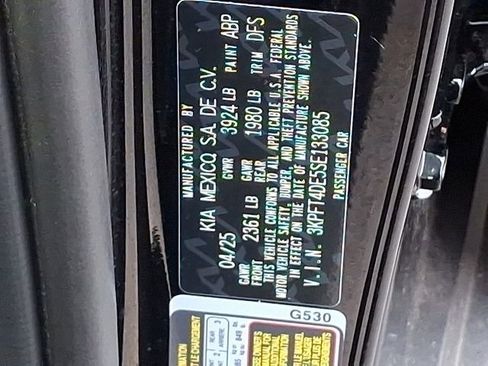 MANUFACTURED BY
KIA MEXICO S.A. DE C.V.
04/25 GVWR 3924 LB PAINT ABP
GAWR FRONT 2361 LB GAWR REAR 1080 LB TRIM DFS
THIS VEHICLE CONFORMS TO ALL APPLICABLE U.S.A. FEDERAL
MOTOR VEHICLE SAFETY, BUMPER, AND THEFT PREVENTION STANDARDS
IN EFFECT ON THE DATE OF MANUFACTURE SHOWN ABOVE.
V.I.N. 3KPFT4DE5SE133085
PASSENGER CAR
G530